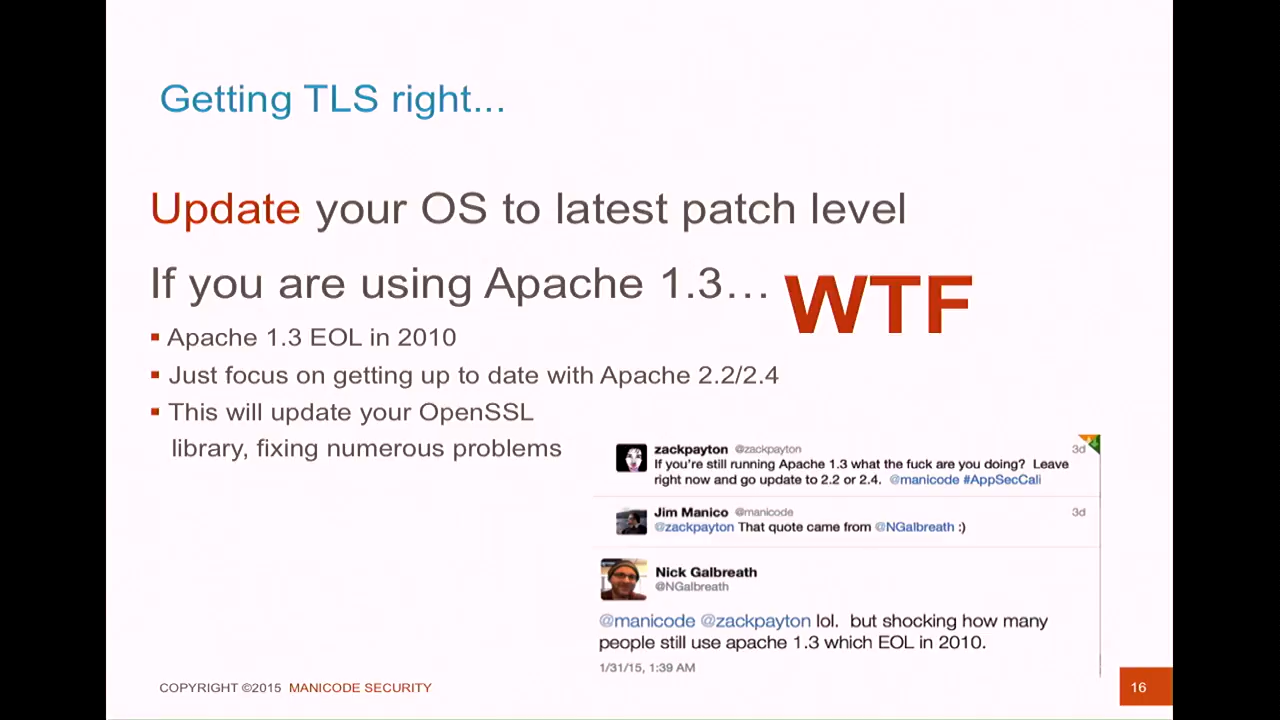 Getting TLS right...
Update your OS to latest patch level
If you are using Apache 1.3... WTF
▪ Apache 1.3 EOL in 2010
▪ Just focus on getting up to date with Apache 2.2/2.4
▪ This will update your OpenSSL
library, fixing numerous problems
zackpayton @zackpayton 3d
If you're still running Apache 1.3 what the fuck are you doing? Leave
right now and go update to 2.2 or 2.4. @manicode #AppSecCali
Jim Manico @manicode 3d
@zackpayton That quote came from @NGalbreath :)
Nick Galbreath
@NGalbreath
@manicode @zackpayton lol. but shocking how many
people still use apache 1.3 which EOL in 2010.
1/31/15, 1:39 AM
COPYRIGHT ©2015 MANICODE SECURITY
16